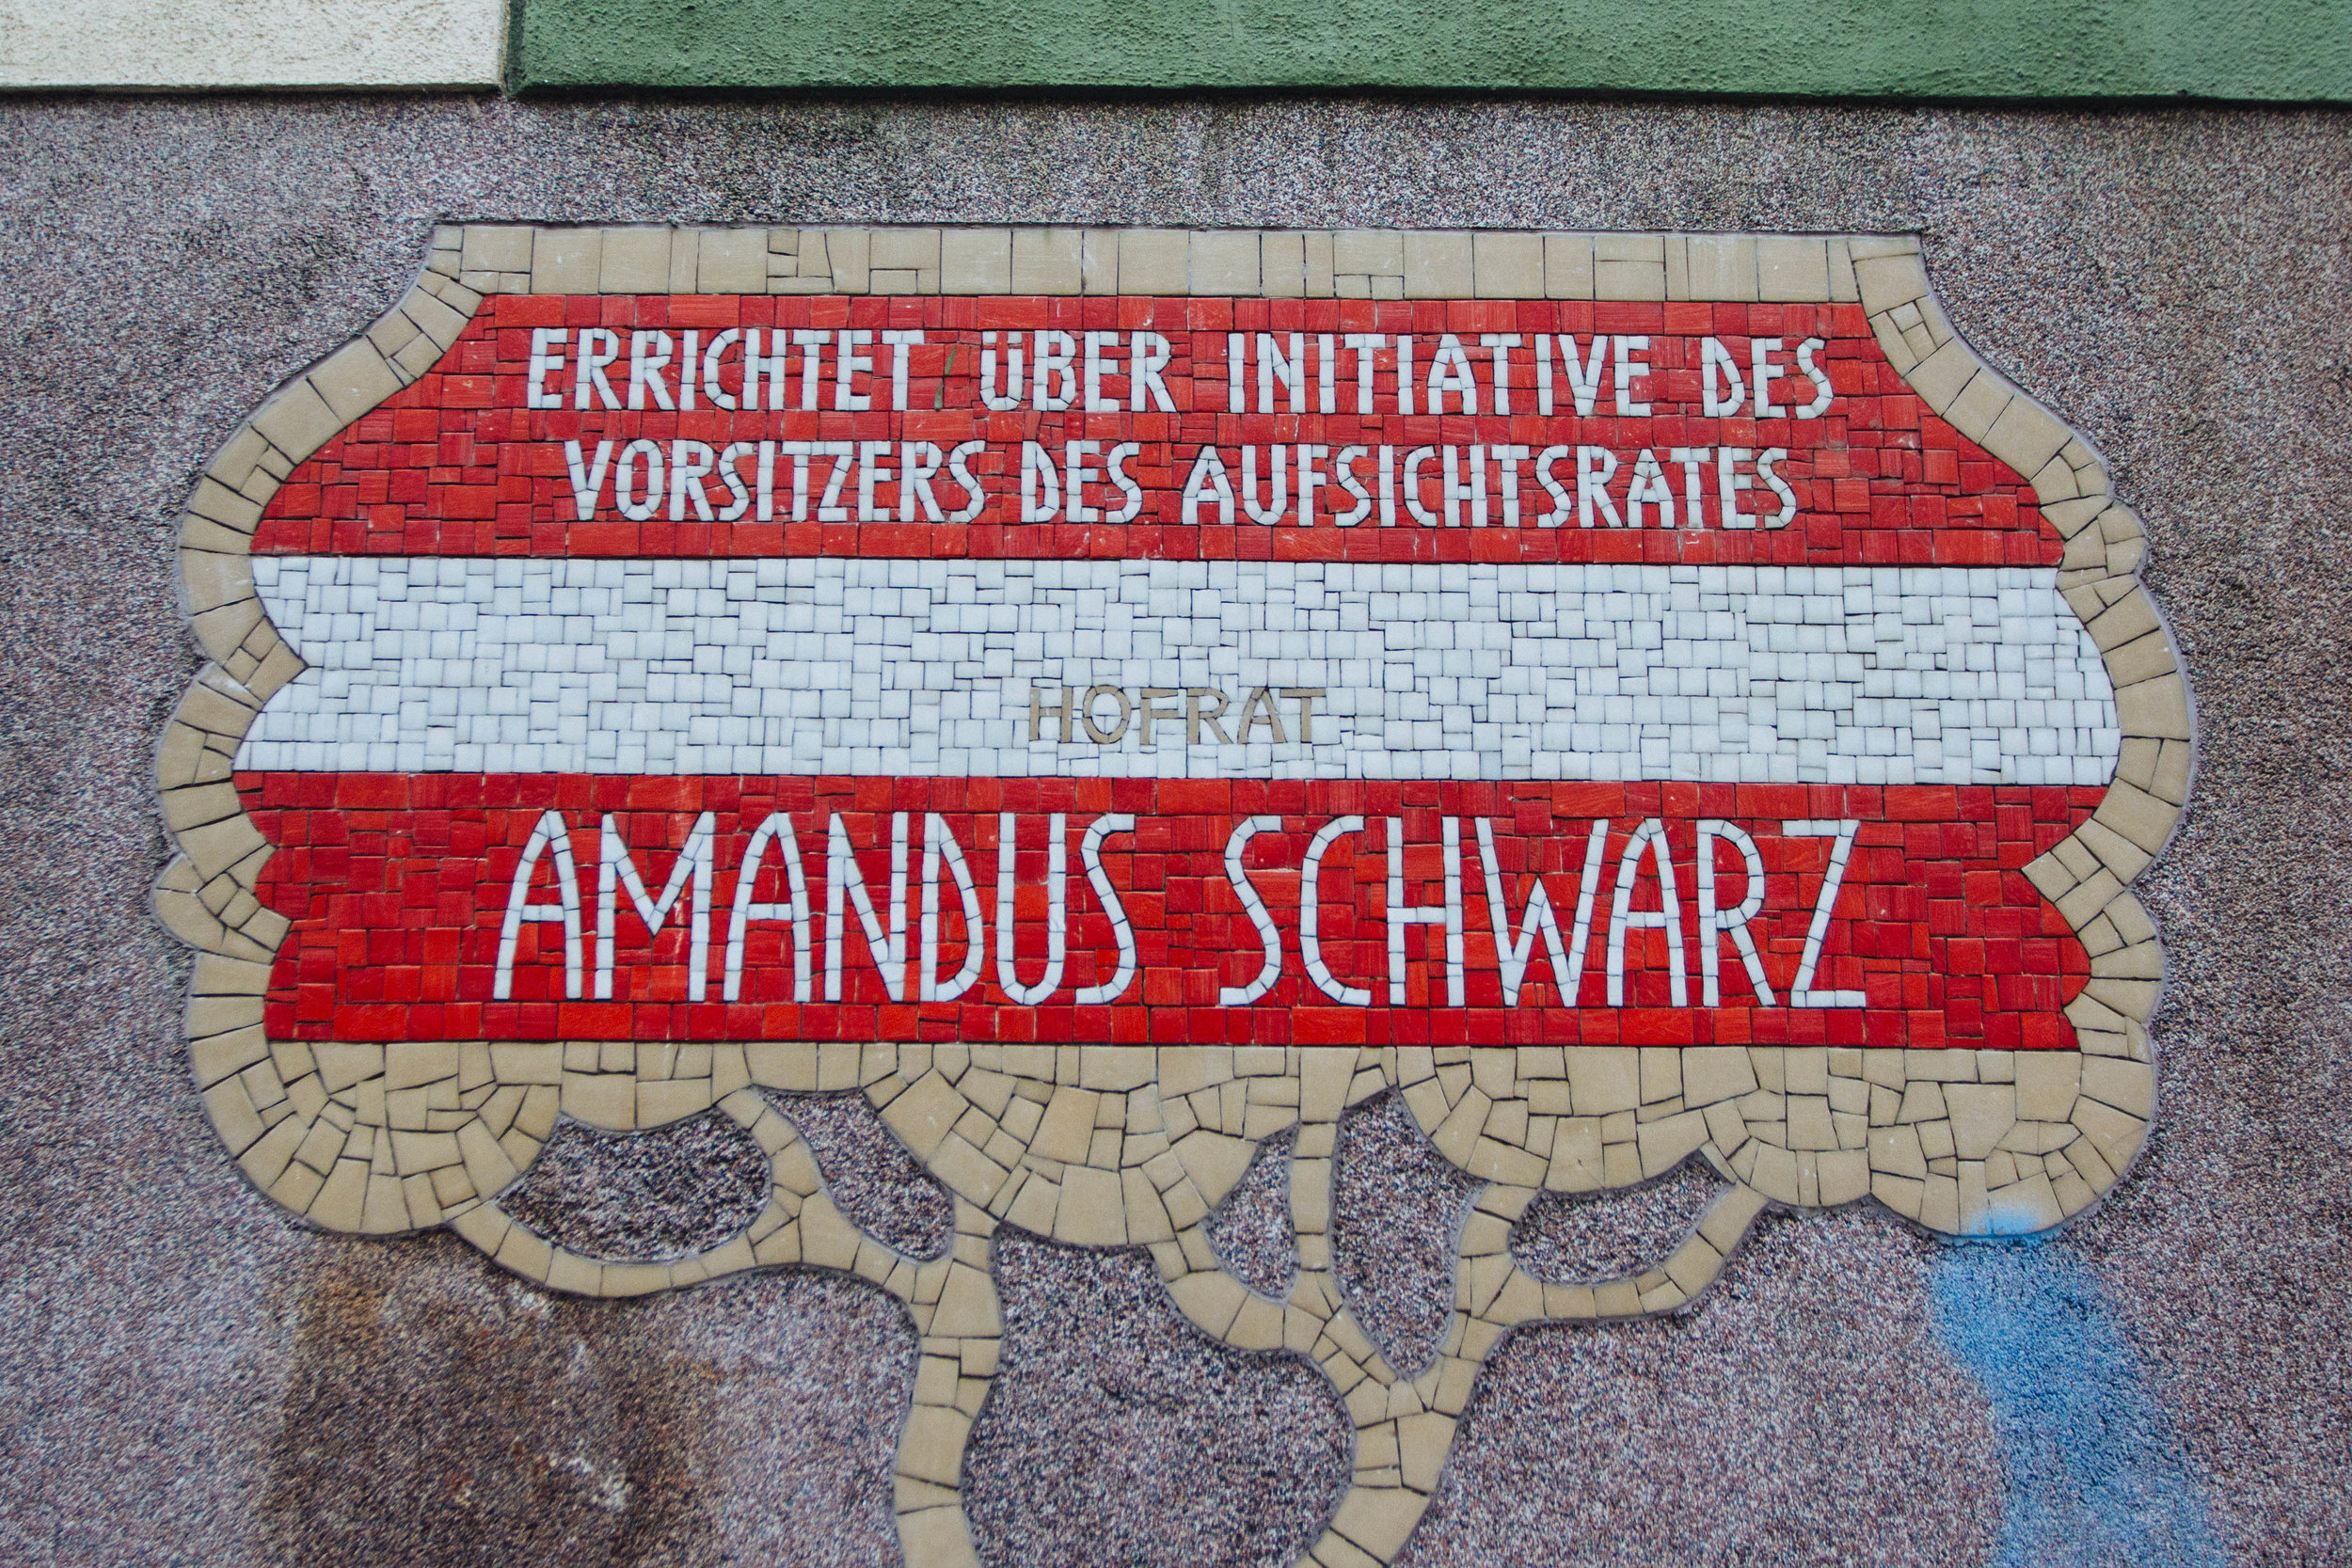 ERRICHTET ÜBER INITIATIVE DES
VORSITZERS DES AUFSICHTSRATES
HOFRAT
AMANDUS SCHWARZ